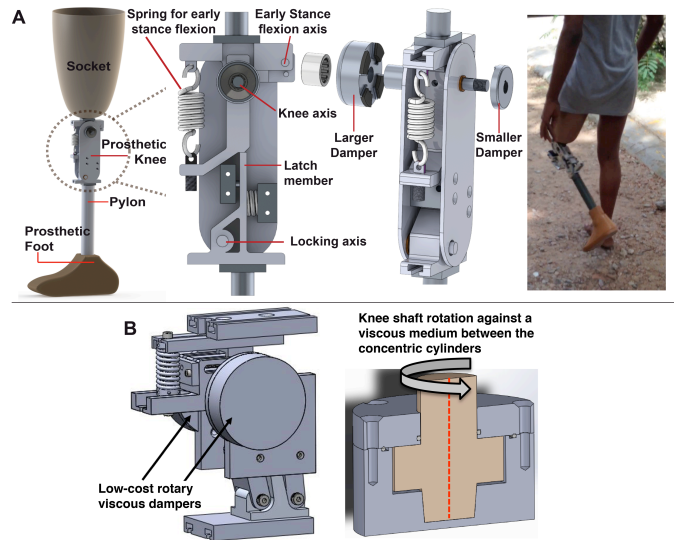 A
Spring for early
stance flexion
Early Stance
flexion axis
Socket
Knee axis
Prosthetic
Knee
Larger
Damper
Smaller
Damper
Latch
member
Pylon
Prosthetic
Foot
Locking axis
B
Knee shaft rotation against a
viscous medium between the
concentric cylinders
Low-cost rotary
viscous dampers